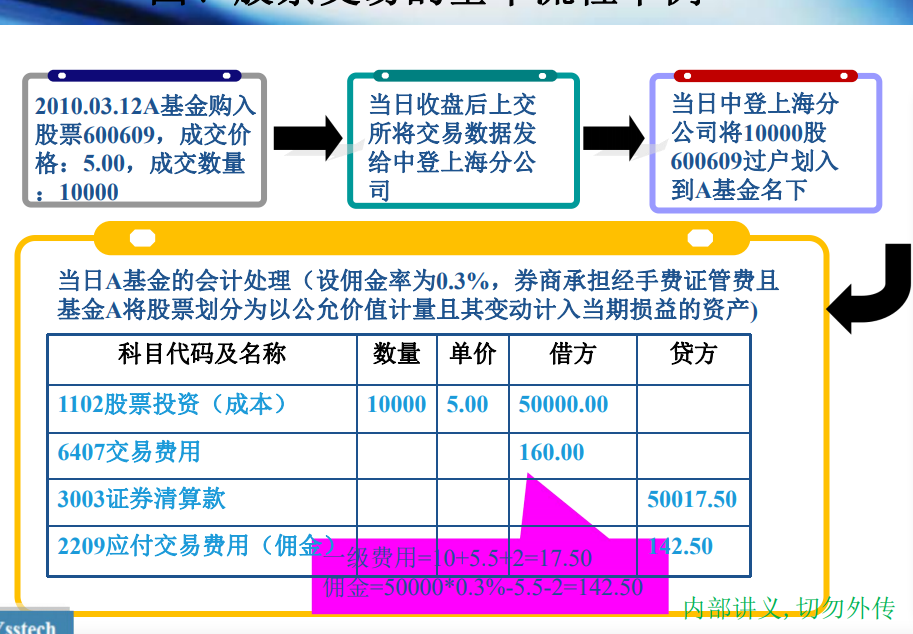 2010.03.12A基金购入
股票600609，成交价
格：5.00，成交数量
：10000
当日收盘后上交
所将交易数据发
给中登上海分公
司
当日中登上海分
公司将10000股
600609过户划入
到A基金名下
当日A基金的会计处理（设佣金率为0.3%，券商承担经手费证管费且
基金A将股票划分为以公允价值计量且其变动计入当期损益的资产)
科目代码及名称 数量 单价 借方 贷方
1102股票投资（成本） 10000 5.00 50000.00
6407交易费用 160.00
3003证券清算款 50017.50
2209应付交易费用（佣金） 142.50
一级费用=10+5.5+2=17.50
佣金=50000*0.3%-5.5-2=142.50
内部讲义,切勿外传
Ysstech